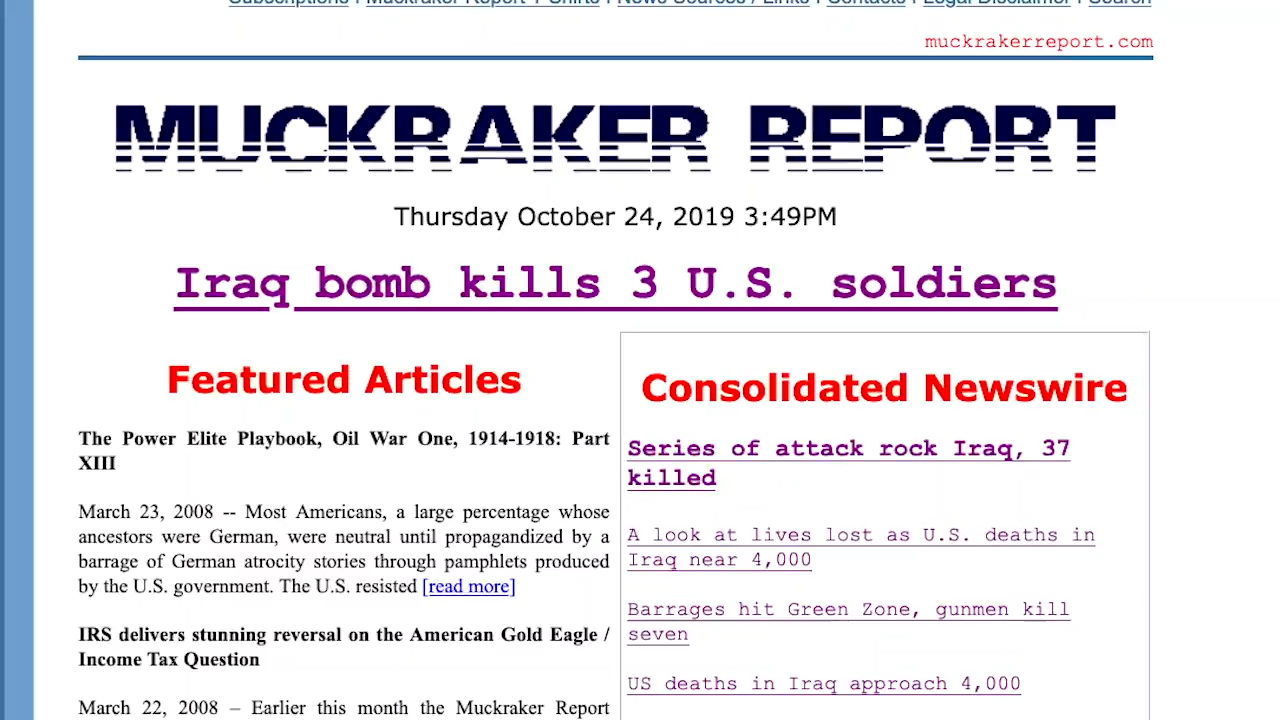 Subscriptions | Muckraker Report T-Shirts | News Sources / Links | Contacts | Legal Disclaimer | Search
muckrakerreport.com
MUCKRAKER REPORT
Thursday October 24, 2019 3:49PM
Iraq bomb kills 3 U.S. soldiers
Featured Articles
The Power Elite Playbook, Oil War One, 1914-1918: Part
XIII
March 23, 2008 -- Most Americans, a large percentage whose
ancestors were German, were neutral until propagandized by a
barrage of German atrocity stories through pamphlets produced
by the U.S. government. The U.S. resisted [read more]
IRS delivers stunning reversal on the American Gold Eagle /
Income Tax Question
March 22, 2008 – Earlier this month the Muckraker Report
Consolidated Newswire
Series of attack rock Iraq, 37
killed
A look at lives lost as U.S. deaths in
Iraq near 4,000
Barrages hit Green Zone, gunmen kill
seven
US deaths in Iraq approach 4,000